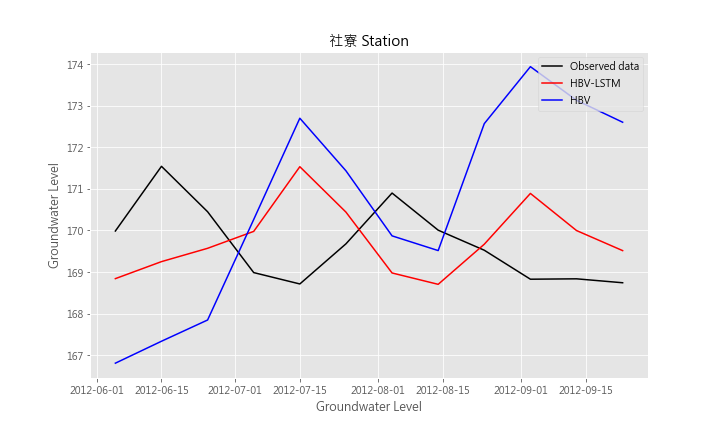 社寮 Station
Observed data
HBV-LSTM
HBV
174
173
172
171
170
169
168
167
Groundwater Level
2012-06-01
2012-06-15
2012-07-01
2012-07-15
2012-08-01
2012-08-15
2012-09-01
2012-09-15
Groundwater Level